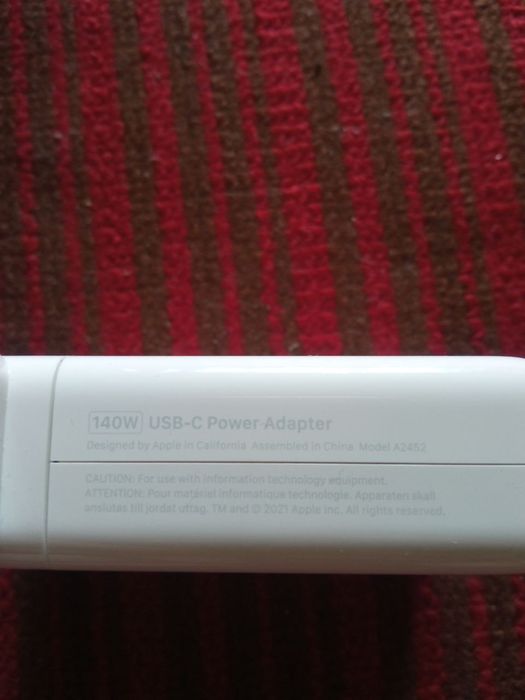 140W USB-C Power Adapter
Designed by Apple in California Assembled in China Model A2452
CAUTION: For use with information technology equipment.
ATTENTION: Pour matériel informatique technologie. Apparaten skall
anslutas till jordat uttag. TM and © 2021 Apple Inc. All rights reserved.